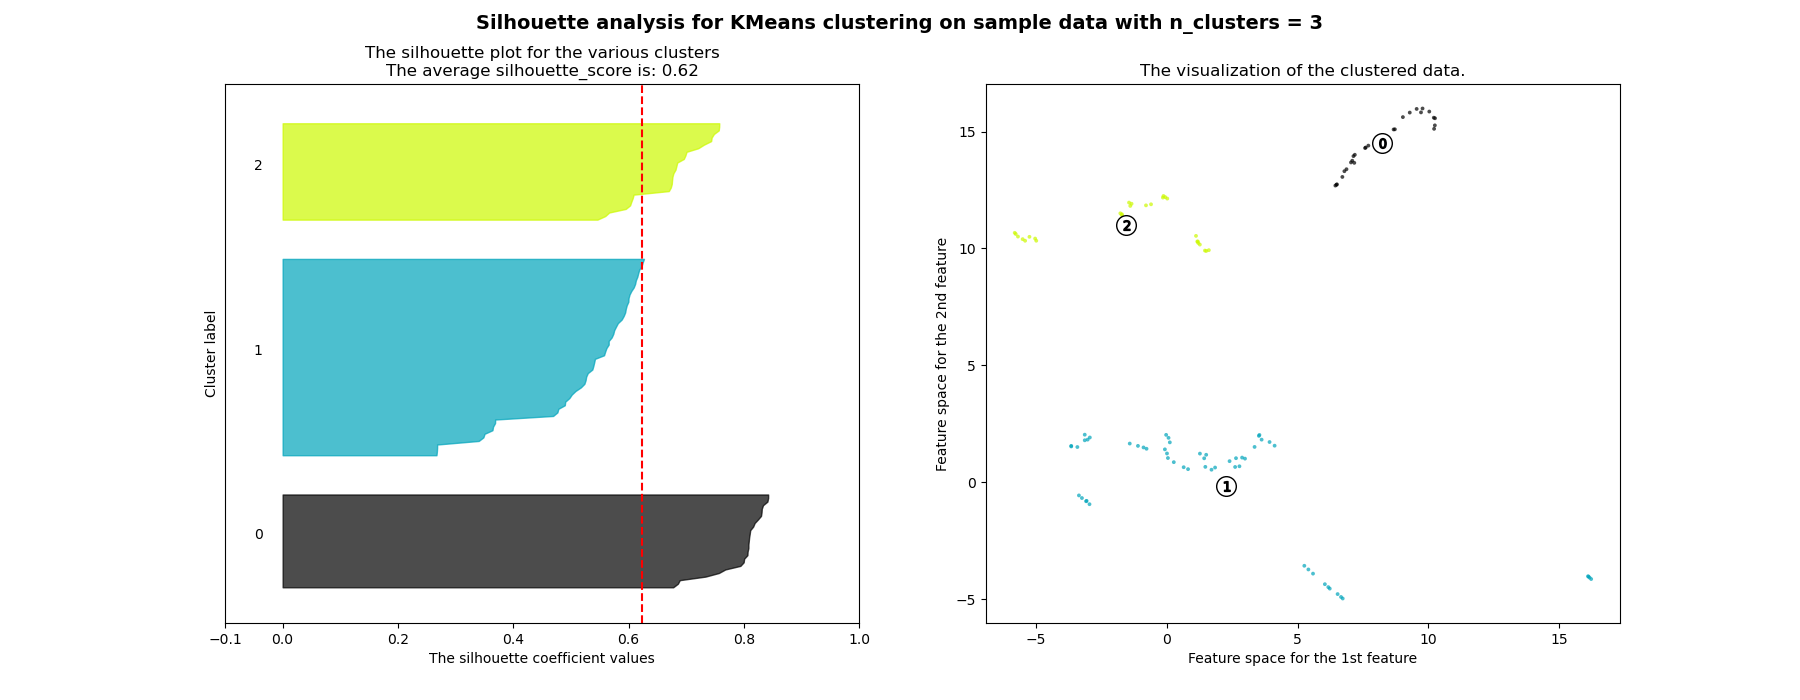 Silhouette analysis for KMeans clustering on sample data with n_clusters = 3
The silhouette plot for the various clusters
The average silhouette_score is: 0.62
2
1
0
Cluster label
−0.1 0.0 0.2 0.4 0.6 0.8 1.0
The silhouette coefficient values
The visualization of the clustered data.
15
10
5
0
−5
Feature space for the 2nd feature
0
2
1
−5 0 5 10 15
Feature space for the 1st feature